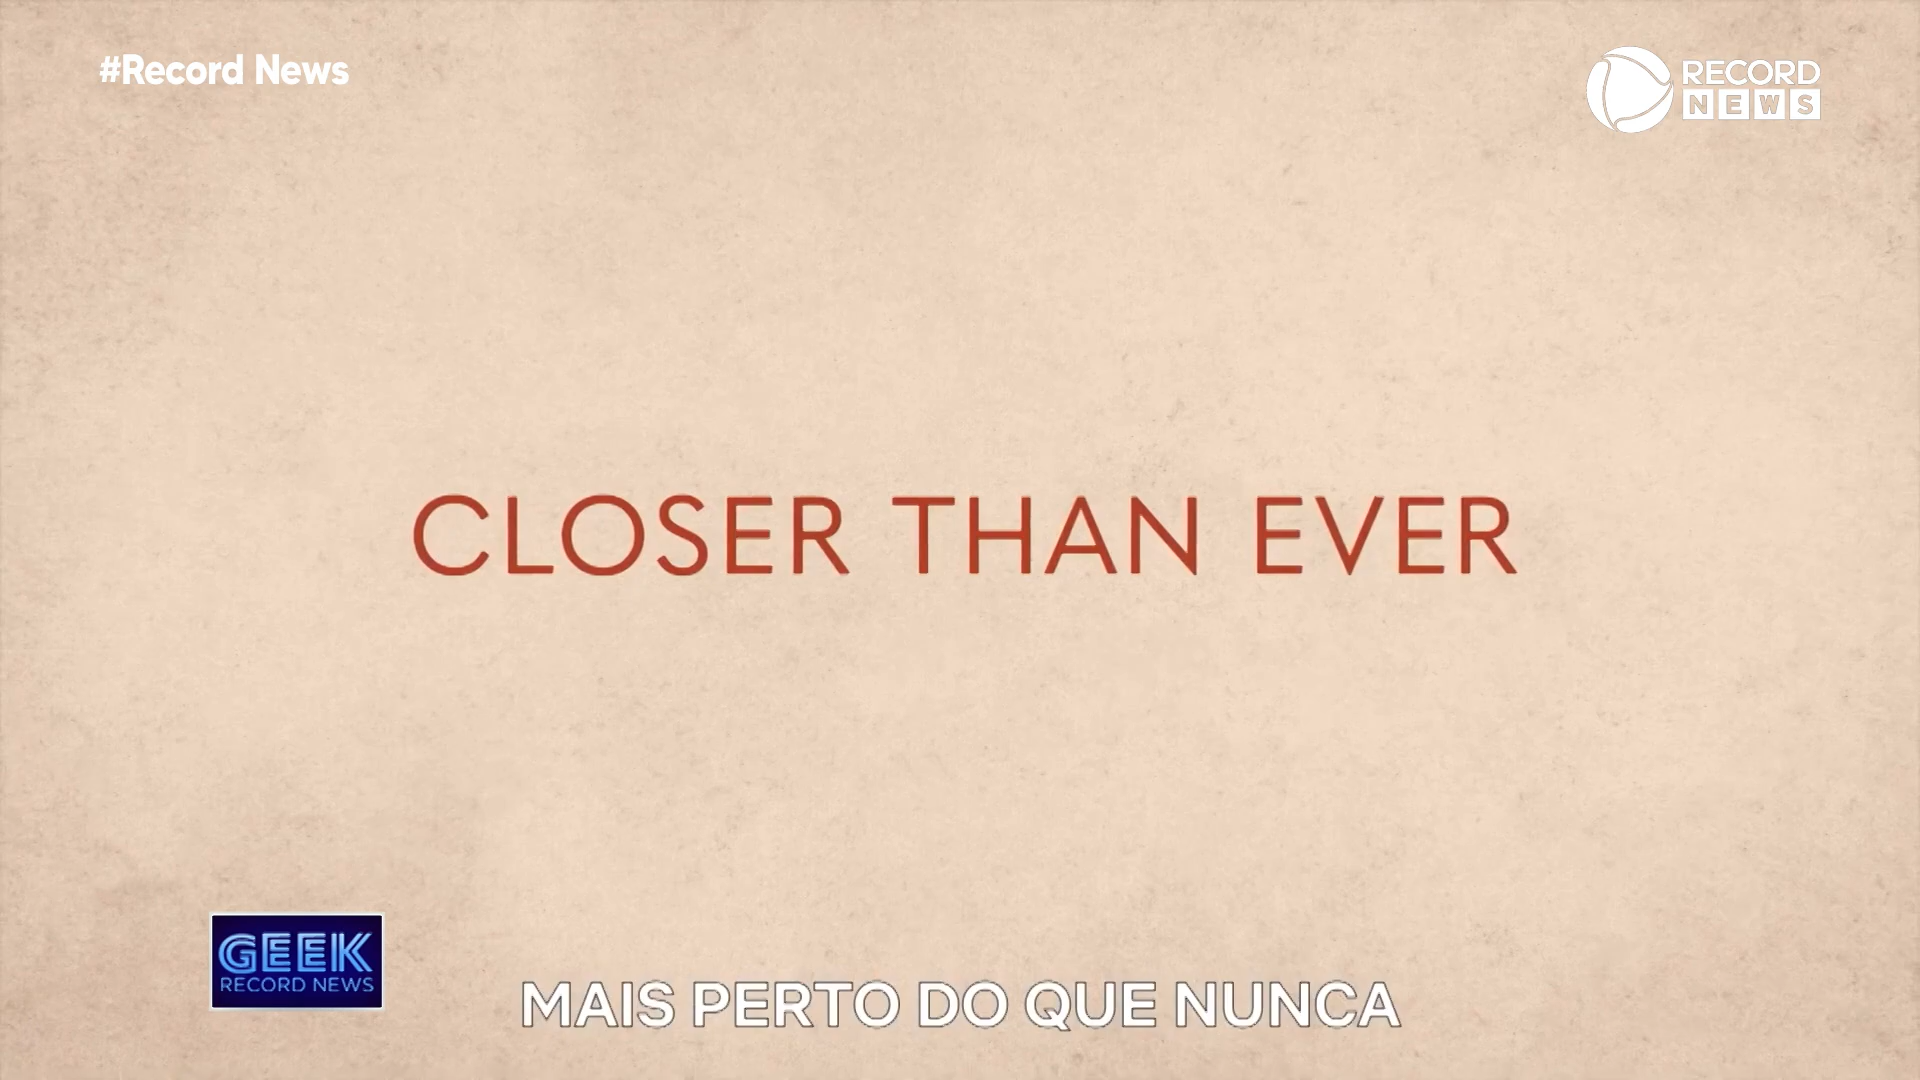 #Record News
RECORD
NEWS
CLOSER THAN EVER
GEEK
RECORD NEWS
MAIS PERTO DO QUE NUNCA